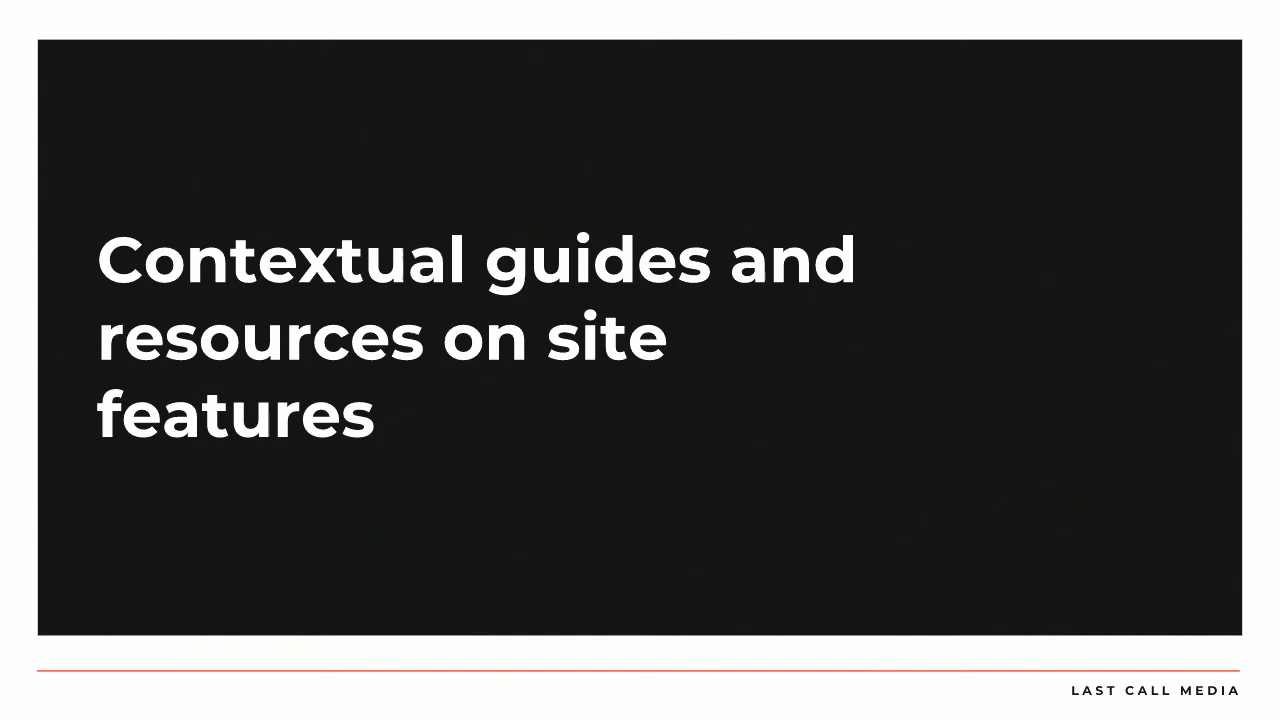 Contextual guides and
resources on site
features
LAST CALL MEDIA